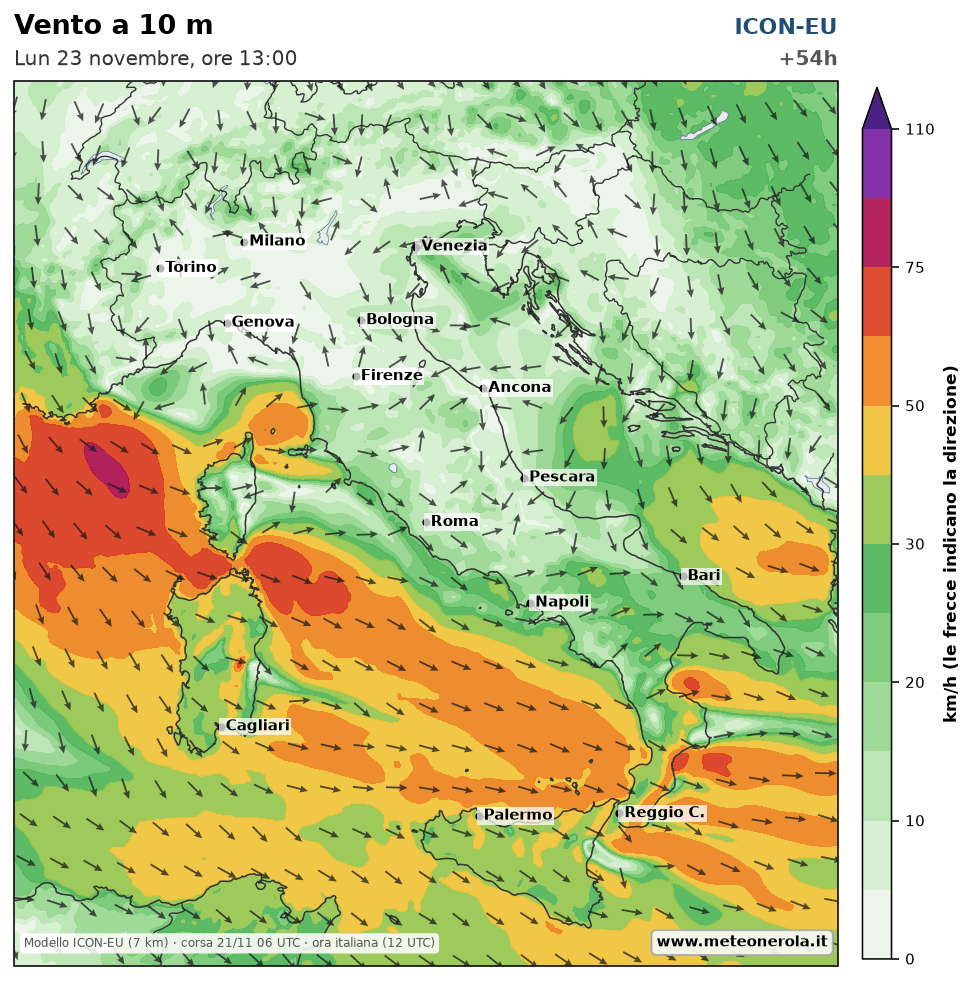 Vento a 10 m
ICON-EU
Lun 23 novembre, ore 13:00
+54h
110
Milano
Venezia
Torino
75
Genova
Bologna
Firenze
Ancona
50
Pescara
Roma
30
Bari
Napoli
20
Cagliari
Palermo
Reggio C.
10
Modello ICON-EU (7 km) · corsa 21/11 06 UTC · ora italiana (12 UTC)
www.meteonerola.it
0
km/h (le frecce indicano la direzione)